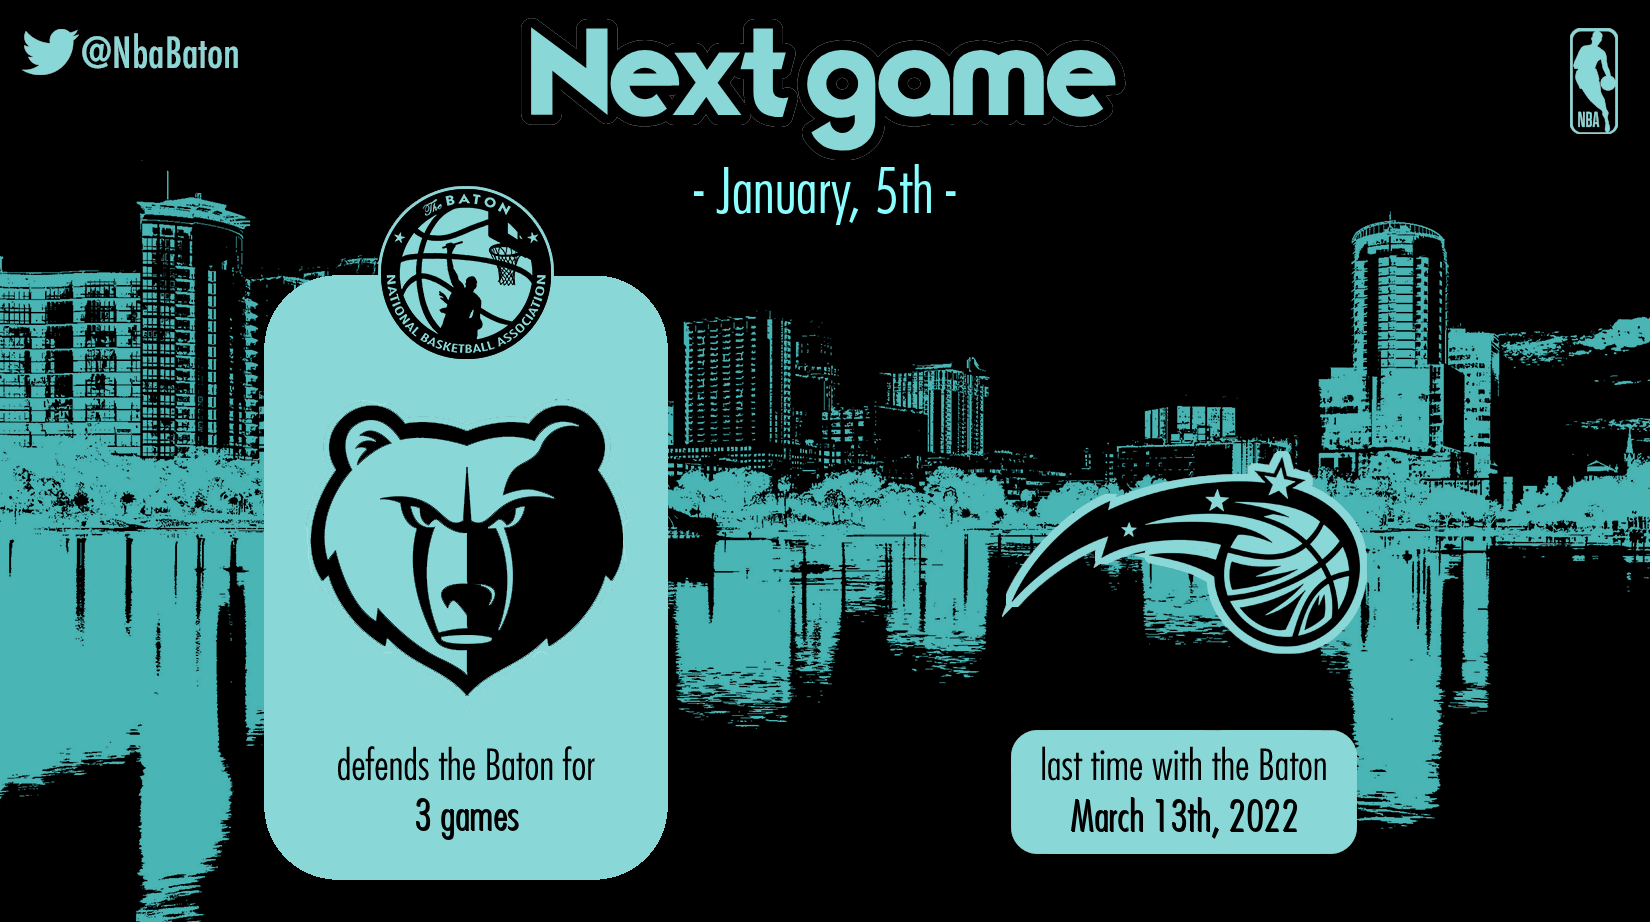 @NbaBaton
Next game
NBA
- January, 5th -
The BATON
NATIONAL BASKETBALL ASSOCIATION
defends the Baton for
3 games
last time with the Baton
March 13th, 2022